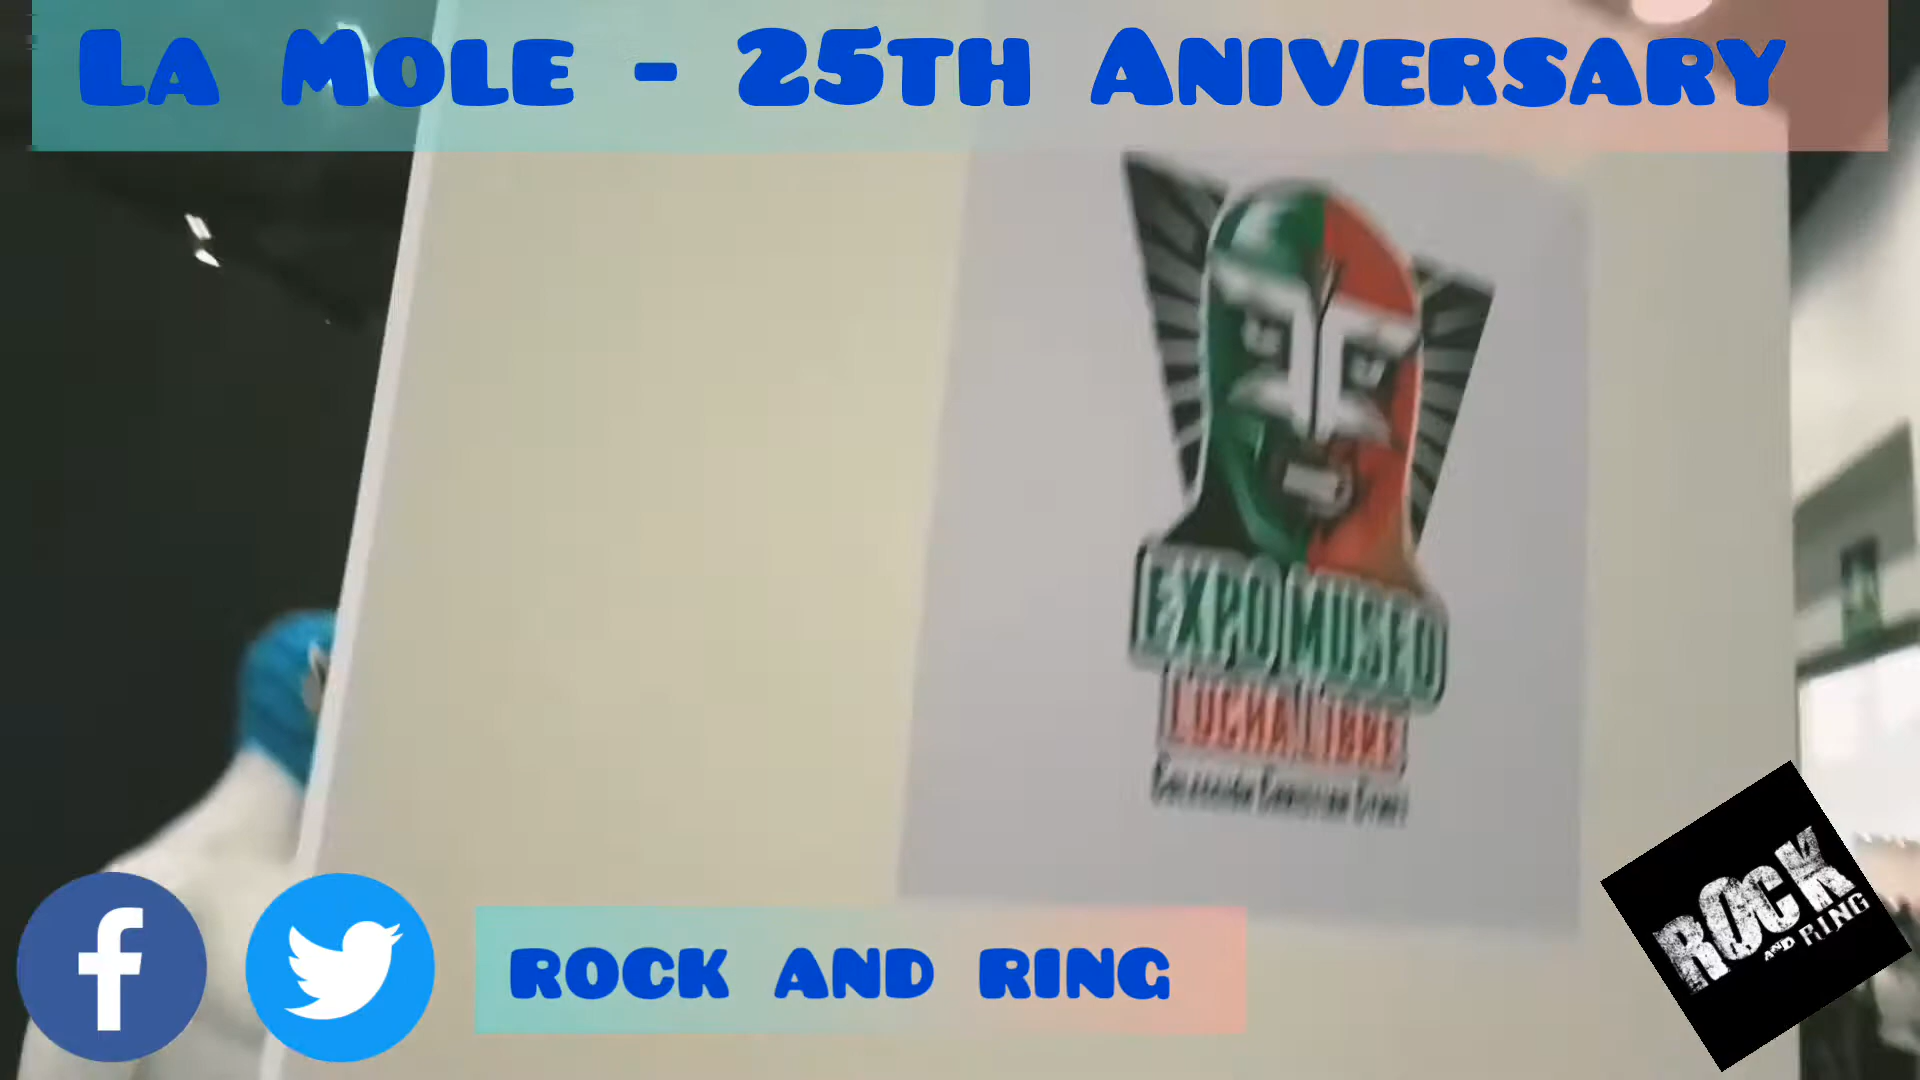 La Mole - 25th Aniversary
EXPO MUSEO
LUCHA LIBRE
ROCK AND RING
ROCK
AND RING